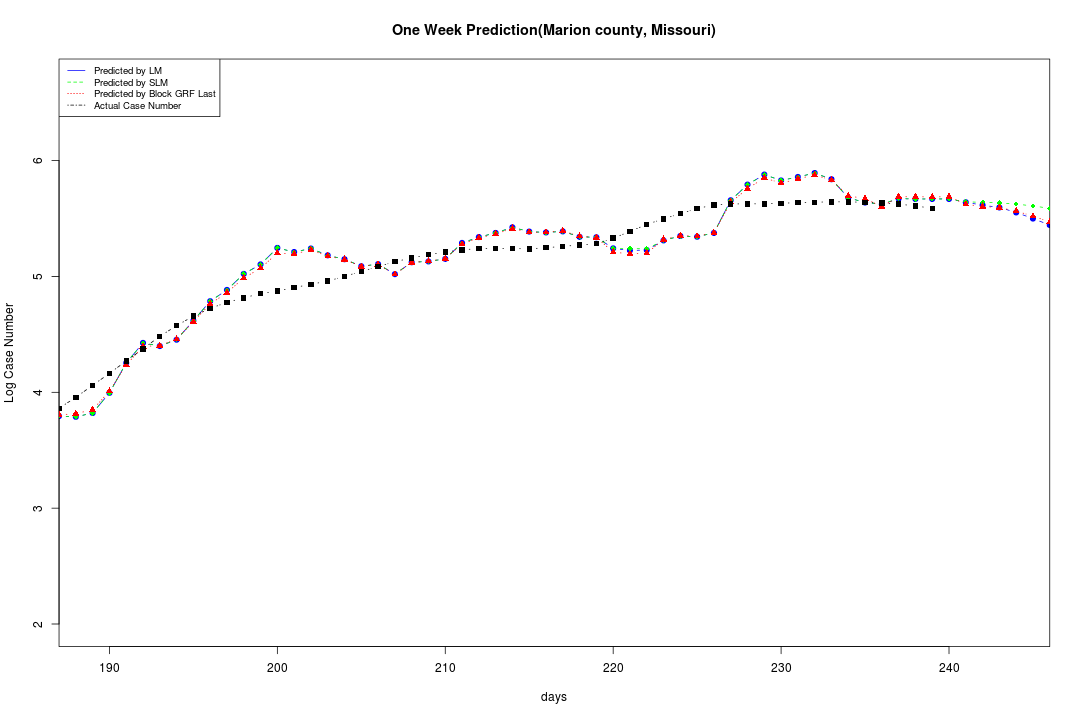 One Week Prediction(Marion county, Missouri)
Predicted by LM
Predicted by SLM
Predicted by Block GRF Last
Actual Case Number
6
5
4
3
2
Log Case Number
190 200 210 220 230 240
days